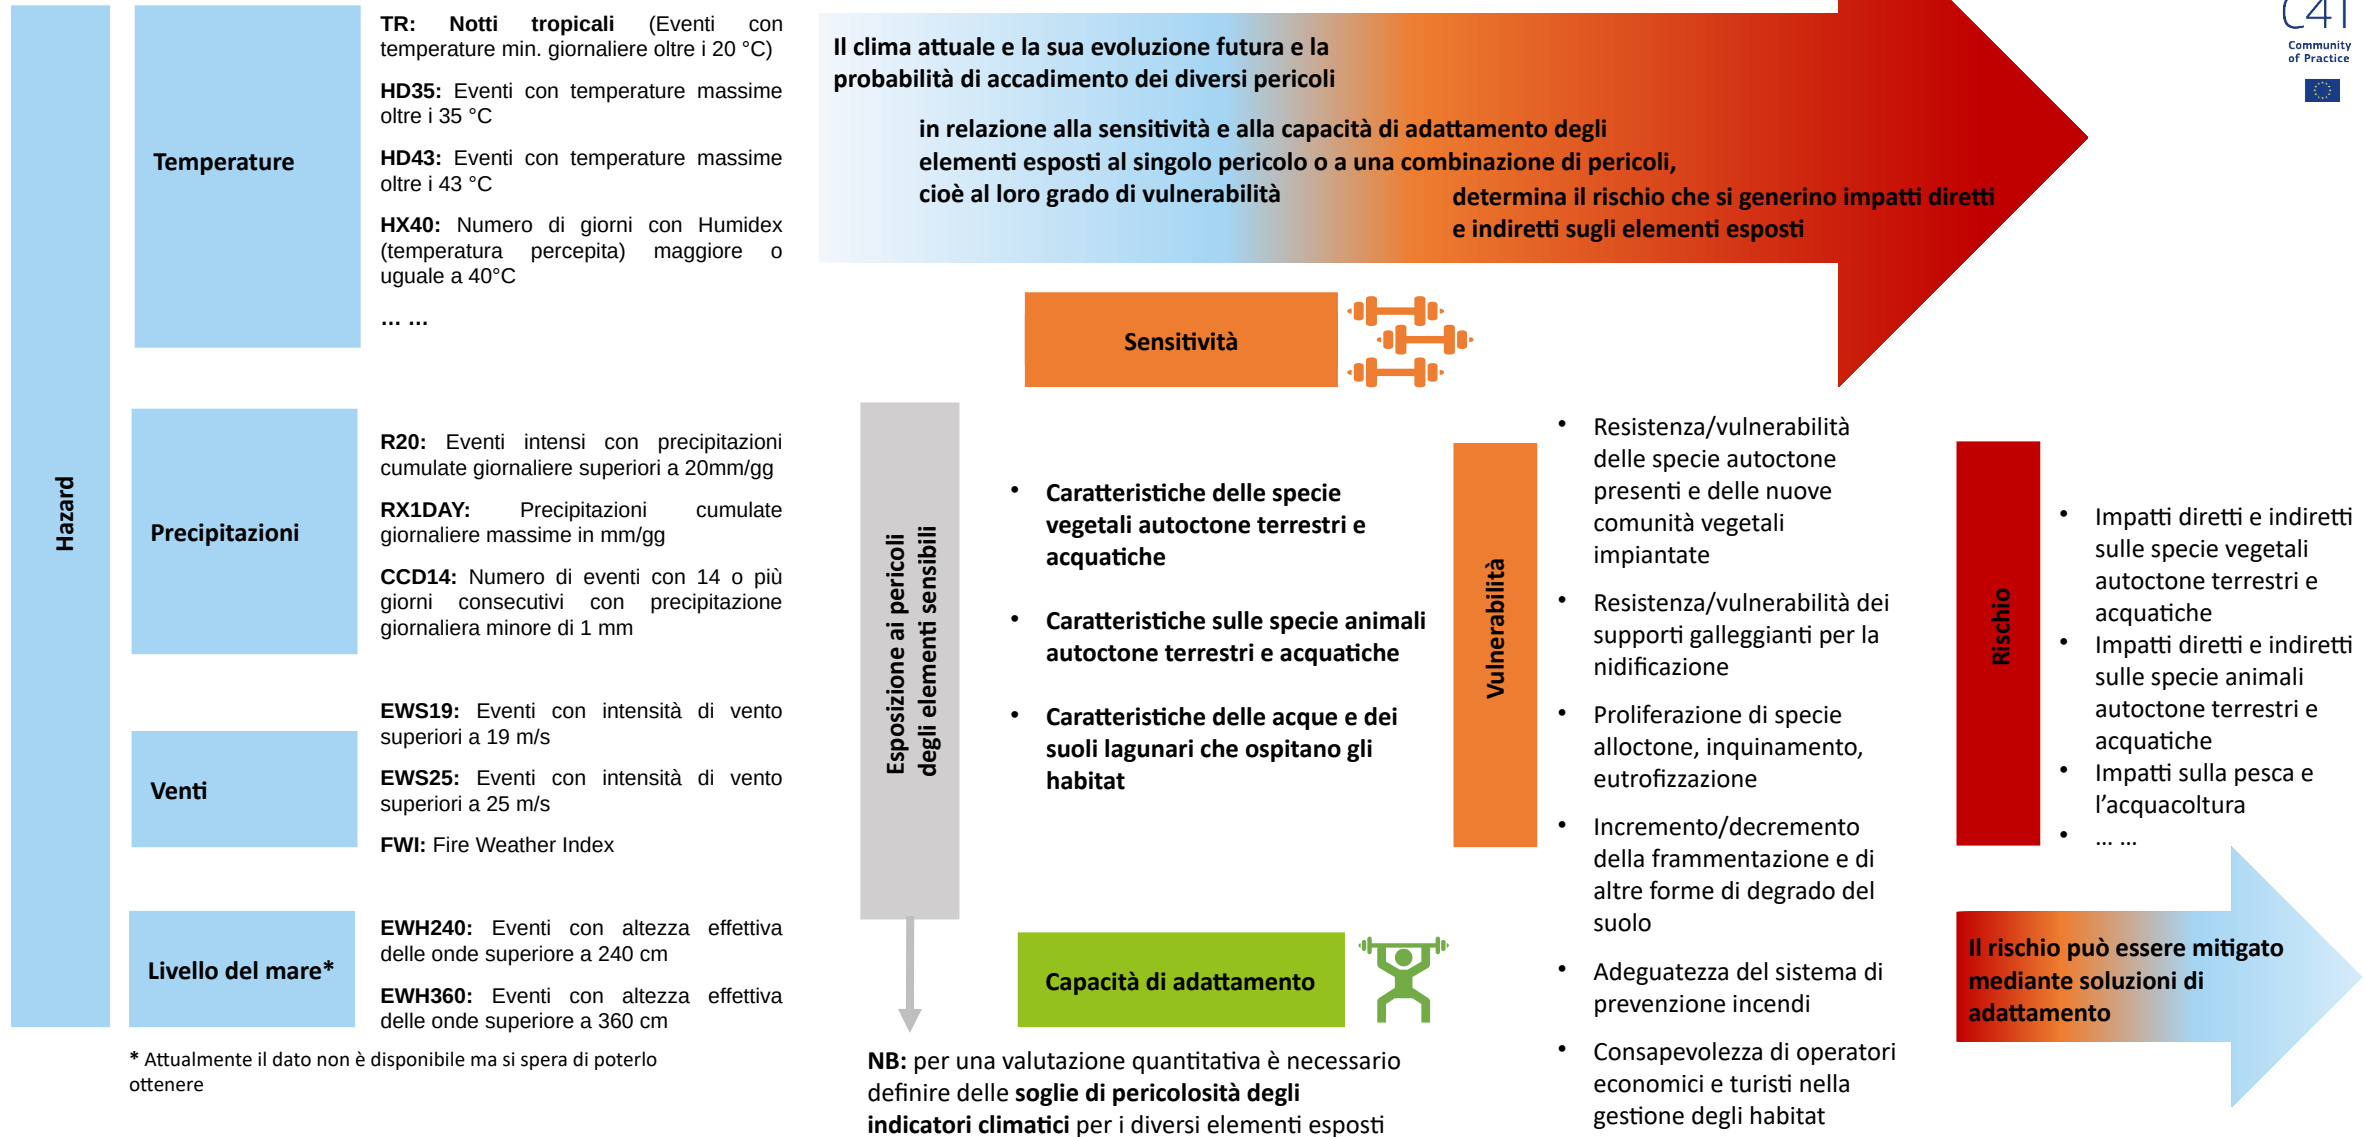 Hazard
Temperature
TR: Notti tropicali (Eventi con
temperature min. giornaliere oltre i 20 °C)
HD35: Eventi con temperature massime
oltre i 35 °C
HD43: Eventi con temperature massime
oltre i 43 °C
HX40: Numero di giorni con Humidex
(temperatura percepita) maggiore o
uguale a 40°C
... ...
Precipitazioni
R20: Eventi intensi con precipitazioni
cumulate giornaliere superiori a 20mm/gg
RX1DAY: Precipitazioni cumulate
giornaliere massime in mm/gg
CCD14: Numero di eventi con 14 o più
giorni consecutivi con precipitazione
giornaliera minore di 1 mm
Venti
EWS19: Eventi con intensità di vento
superiori a 19 m/s
EWS25: Eventi con intensità di vento
superiori a 25 m/s
FWI: Fire Weather Index
Livello del mare*
EWH240: Eventi con altezza effettiva
delle onde superiore a 240 cm
EWH360: Eventi con altezza effettiva
delle onde superiore a 360 cm
* Attualmente il dato non è disponibile ma si spera di poterlo
ottenere
Il clima attuale e la sua evoluzione futura e la
probabilità di accadimento dei diversi pericoli
in relazione alla sensitività e alla capacità di adattamento degli
elementi esposti al singolo pericolo o a una combinazione di pericoli,
cioè al loro grado di vulnerabilità
determina il rischio che si generino impatti diretti
e indiretti sugli elementi esposti
C4T
Community
of Practice
Sensitività
Esposizione ai pericoli
degli elementi sensibili
• Caratteristiche delle specie
vegetali autoctone terrestri e
acquatiche
• Caratteristiche sulle specie animali
autoctone terrestri e acquatiche
• Caratteristiche delle acque e dei
suoli lagunari che ospitano gli
habitat
Capacità di adattamento
NB: per una valutazione quantitativa è necessario
definire delle soglie di pericolosità degli
indicatori climatici per i diversi elementi esposti
Vulnerabilità
• Resistenza/vulnerabilità
delle specie autoctone
presenti e delle nuove
comunità vegetali
impiantate
• Resistenza/vulnerabilità dei
supporti galleggianti per la
nidificazione
• Proliferazione di specie
alloctone, inquinamento,
eutrofizzazione
• Incremento/decremento
della frammentazione e di
altre forme di degrado del
suolo
• Adeguatezza del sistema di
prevenzione incendi
• Consapevolezza di operatori
economici e turisti nella
gestione degli habitat
Rischio
• Impatti diretti e indiretti
sulle specie vegetali
autoctone terrestri e
acquatiche
• Impatti diretti e indiretti
sulle specie animali
autoctone terrestri e
acquatiche
• Impatti sulla pesca e
l’acquacoltura
• ... ...
Il rischio può essere mitigato
mediante soluzioni di
adattamento